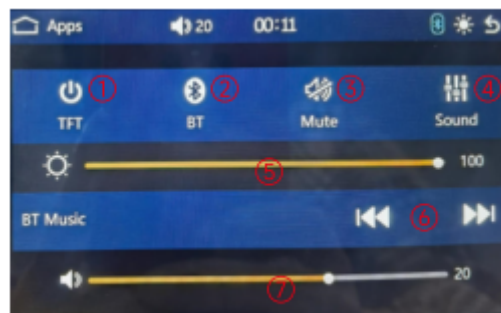 Apps 20 00:11
① ② ③ ④
TFT BT Mute Sound
100
⑤
BT Music ⑥
20
⑦